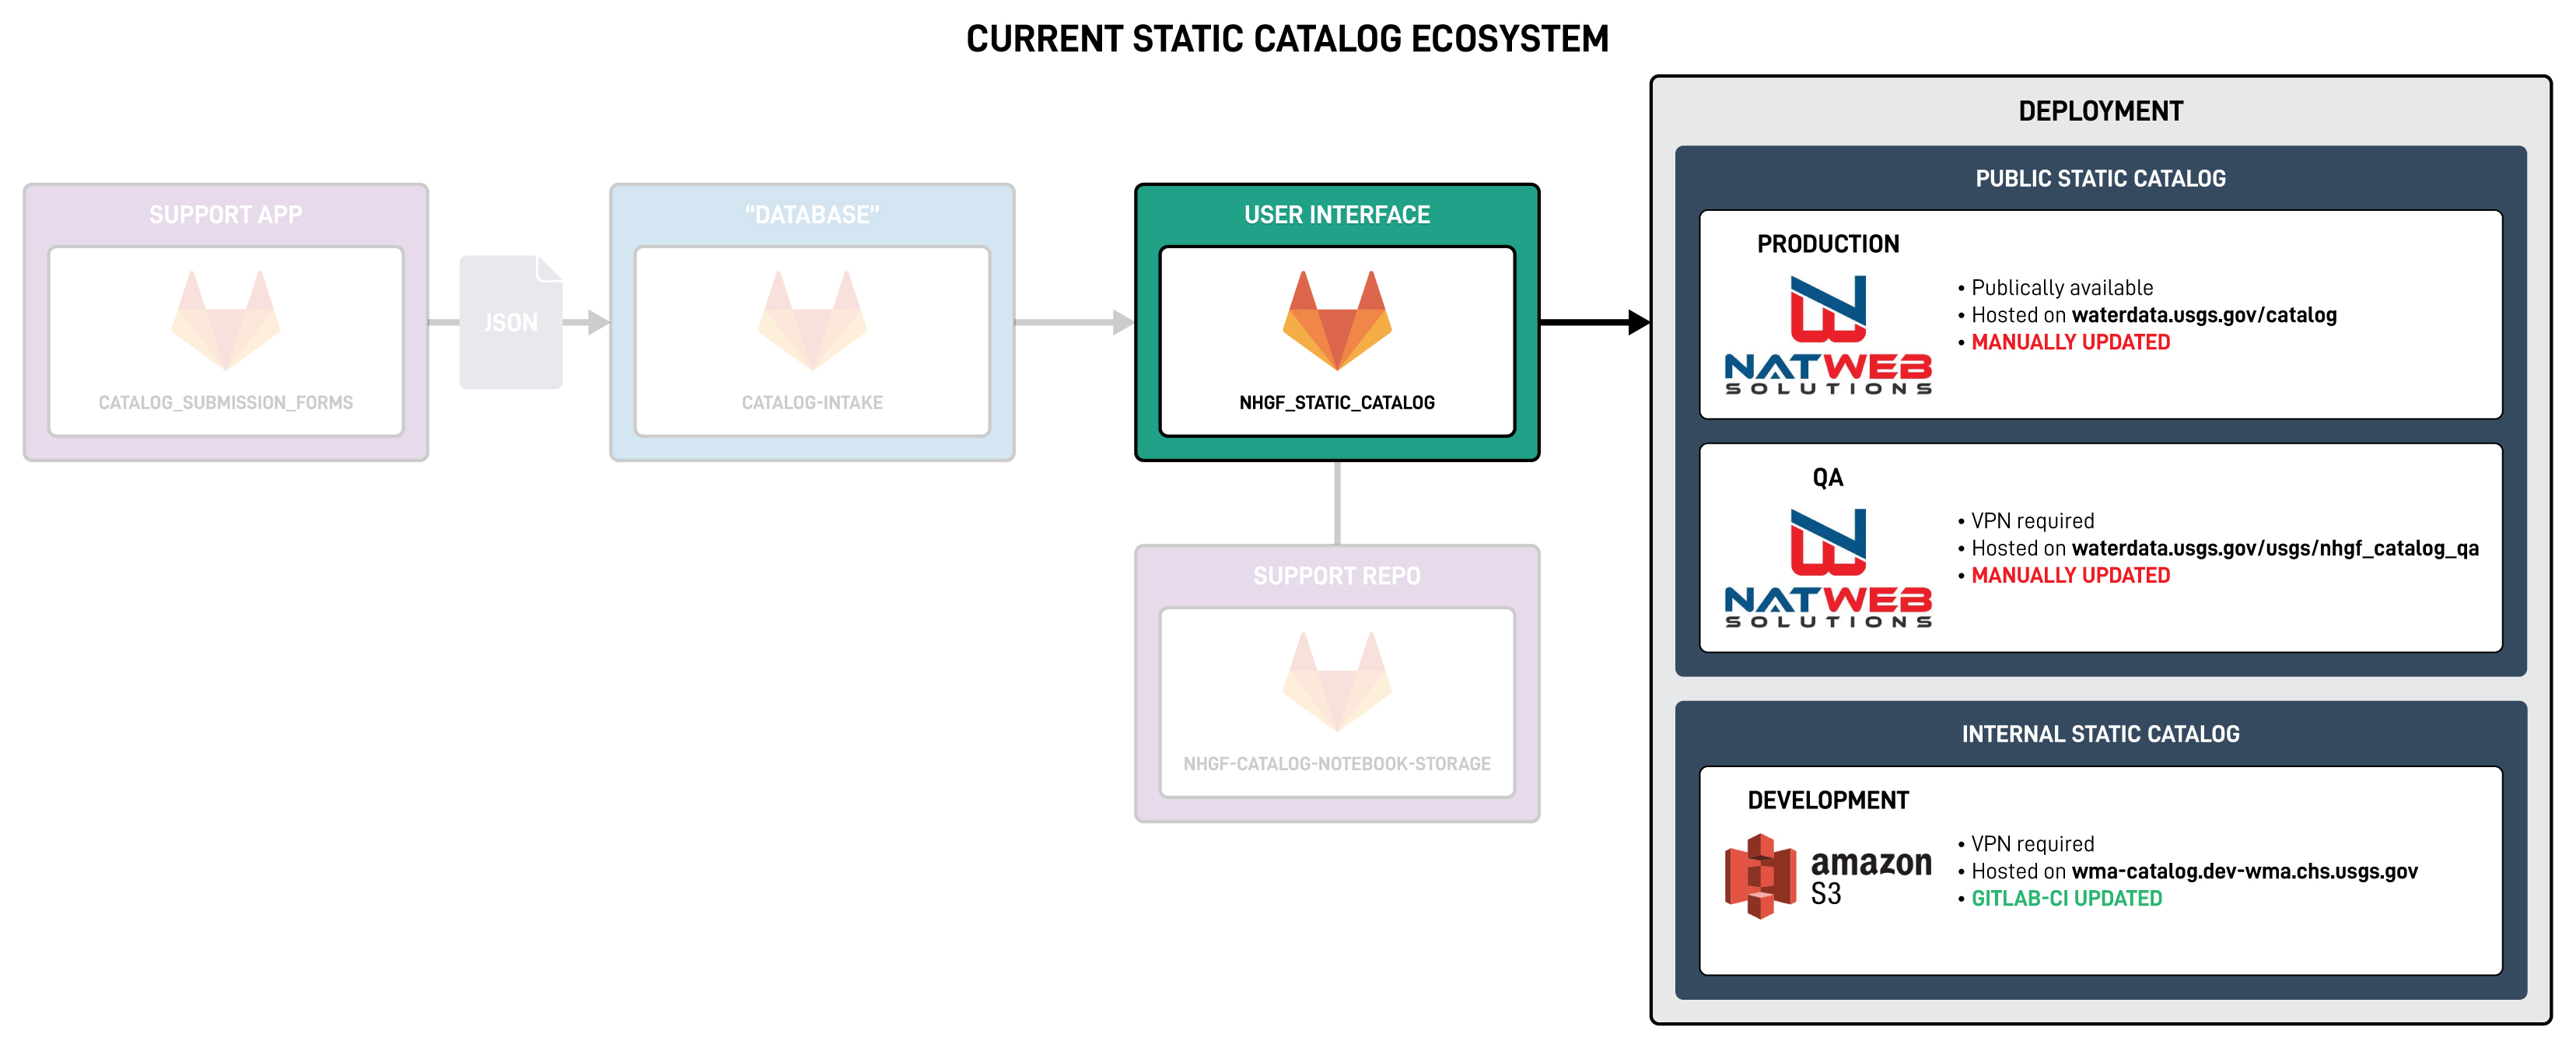 CURRENT STATIC CATALOG ECOSYSTEM
SUPPORT APP
CATALOG_SUBMISSION_FORMS
JSON
“DATABASE”
CATALOG-INTAKE
USER INTERFACE
NHGF_STATIC_CATALOG
SUPPORT REPO
NHGF-CATALOG-NOTEBOOK-STORAGE
DEPLOYMENT
PUBLIC STATIC CATALOG
PRODUCTION
NATWEB
SOLUTIONS
• Publically available
• Hosted on waterdata.usgs.gov/catalog
• MANUALLY UPDATED
QA
NATWEB
SOLUTIONS
• VPN required
• Hosted on waterdata.usgs.gov/usgs/nhgf_catalog_qa
• MANUALLY UPDATED
INTERNAL STATIC CATALOG
DEVELOPMENT
amazon
S3
• VPN required
• Hosted on wma-catalog.dev-wma.chs.usgs.gov
• GITLAB-CI UPDATED